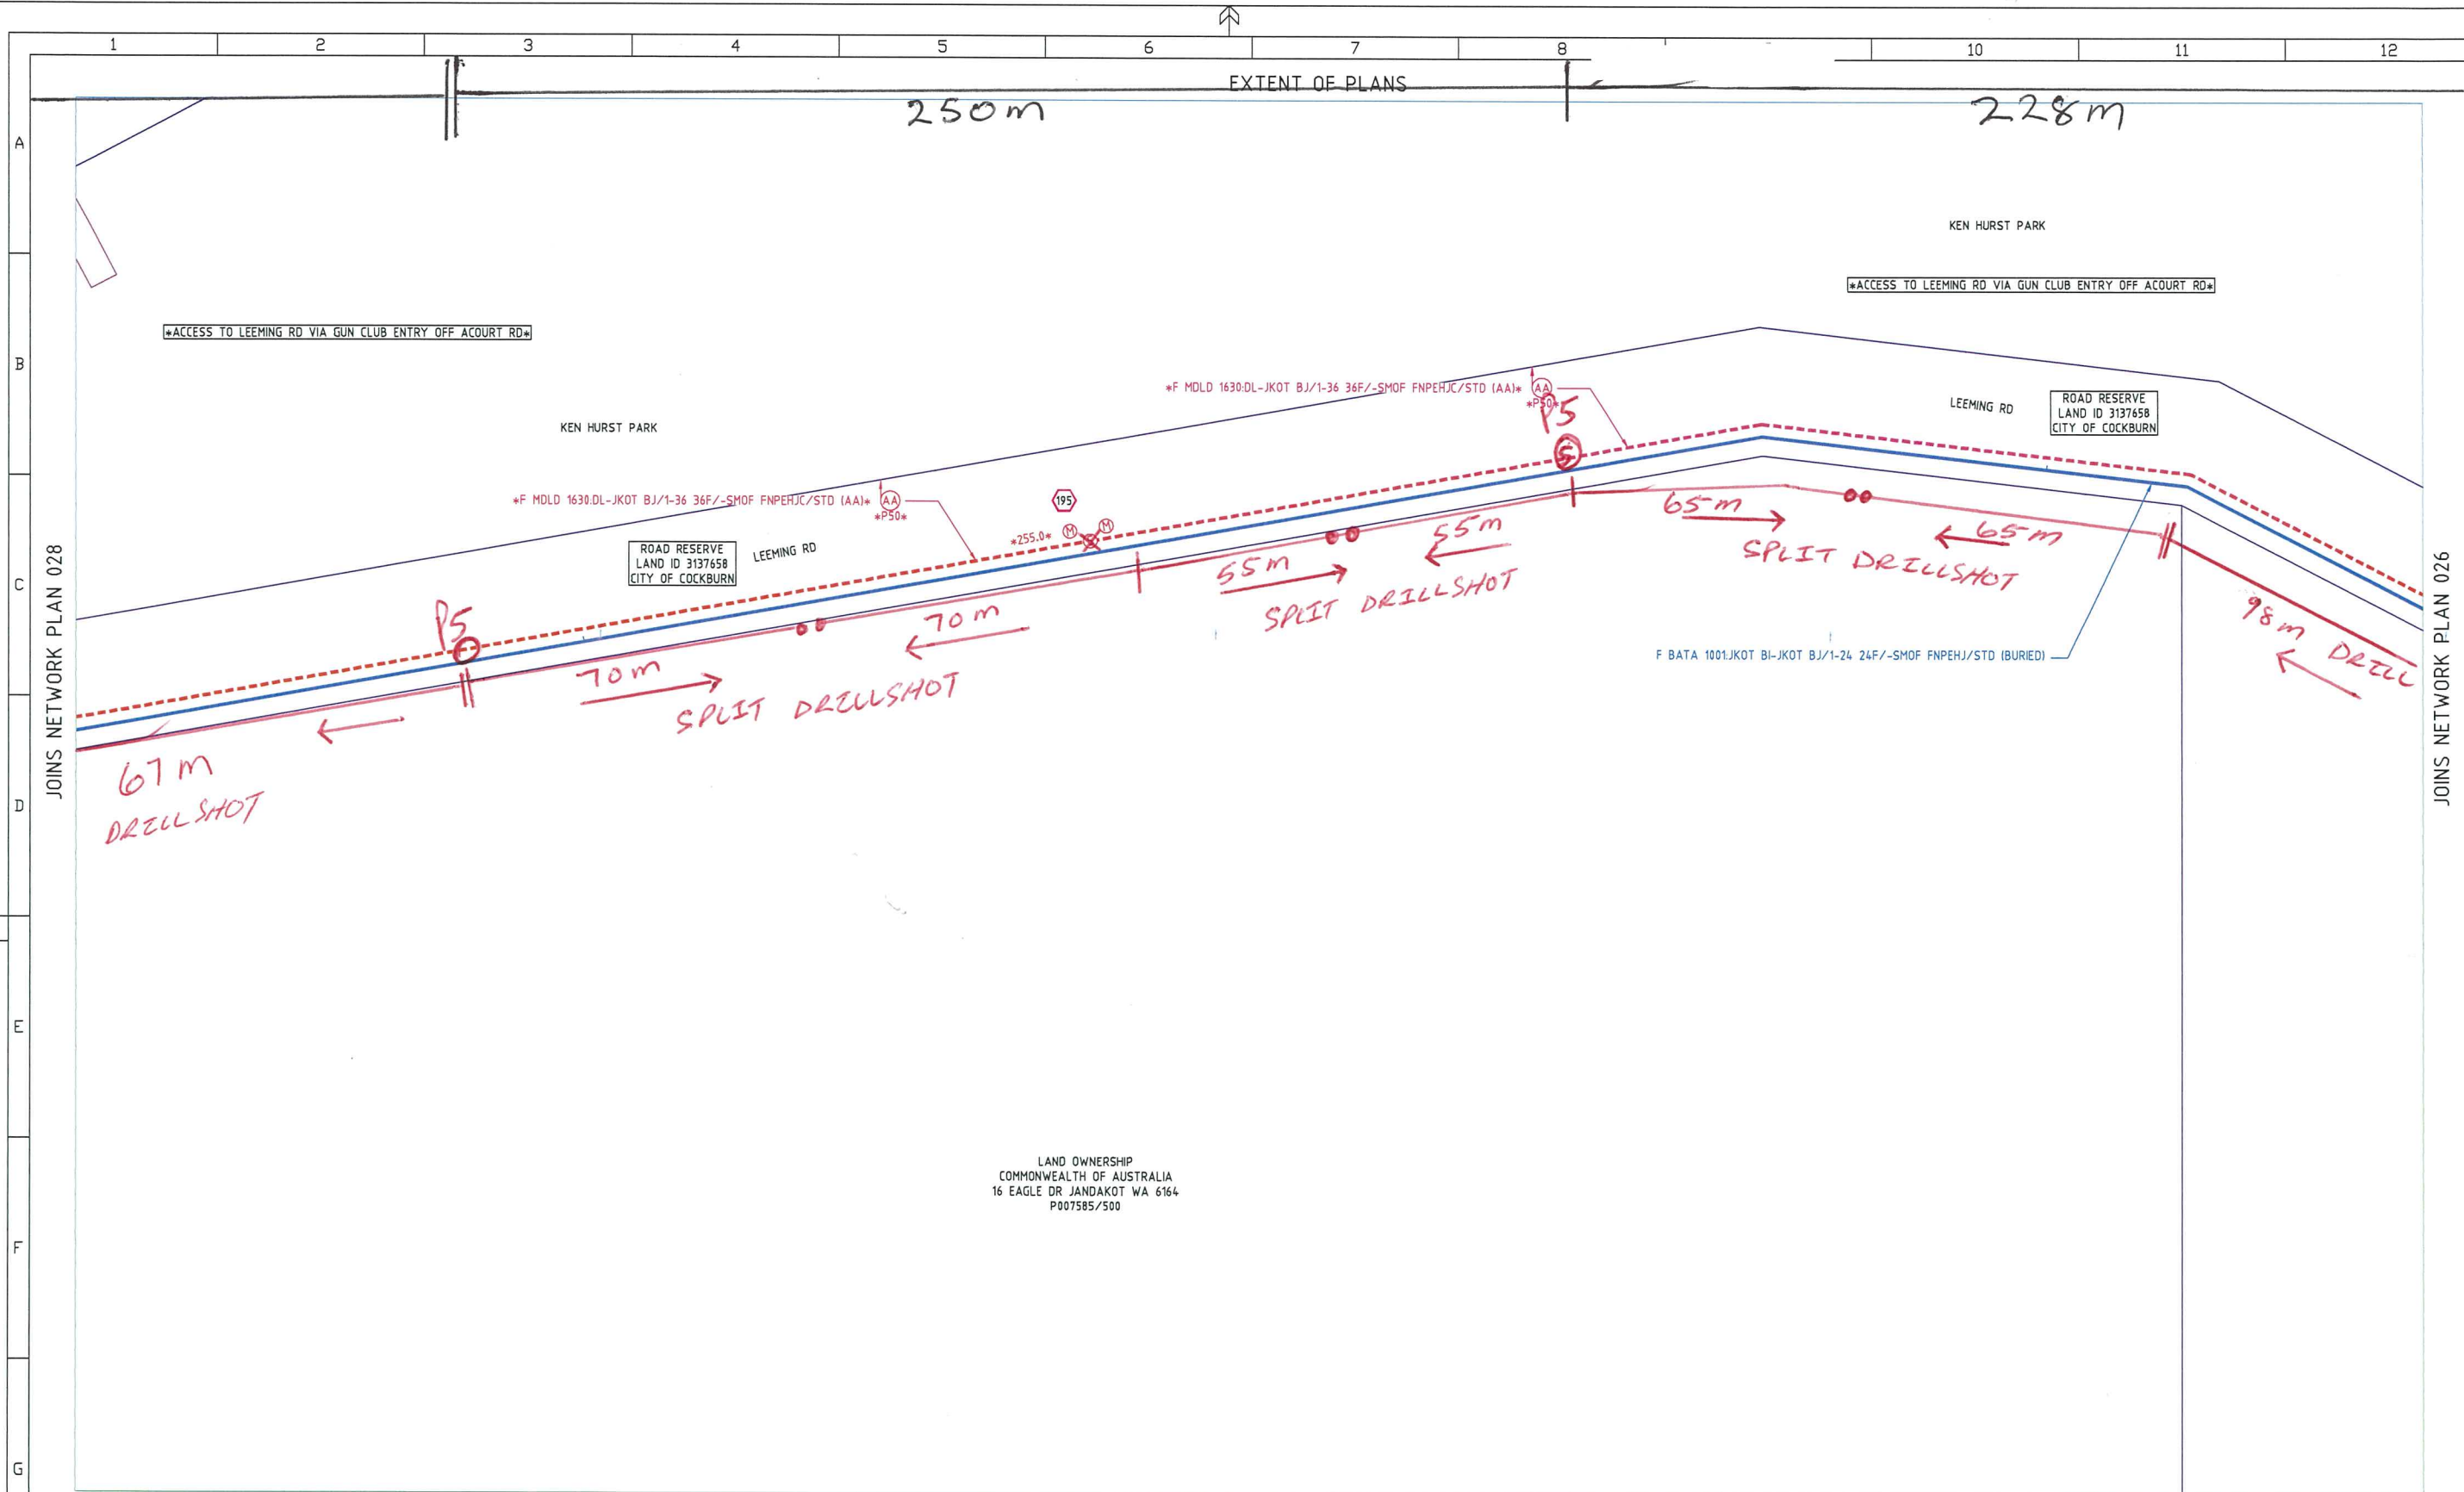 1 2 3 4 5 6 7 8 10 11 12
EXTENT OF PLANS
250m
228m
A
B
C
D
E
F
G
KEN HURST PARK
*ACCESS TO LEEMING RD VIA GUN CLUB ENTRY OFF ACOURT RD*
*ACCESS TO LEEMING RD VIA GUN CLUB ENTRY OFF ACOURT RD*
*F MDLD 1630:DL-JKOT BJ/1-36 36F/-SMOF FNPEHJC/STD (AA)*
AA
*P50*
P5
S
LEEMING RD
ROAD RESERVE
LAND ID 3137658
CITY OF COCKBURN
KEN HURST PARK
*F MDLD 1630:DL-JKOT BJ/1-36 36F/-SMOF FNPEHJC/STD (AA)*
AA
*P50*
195
*255.0*
M
M
ROAD RESERVE
LAND ID 3137658
CITY OF COCKBURN
LEEMING RD
65m
65m
SPLIT DRILLSHOT
55m
55m
SPLIT DRILLSHOT
P5
70m
70m
SPLIT DRILLSHOT
98m DRILL
F BATA 1001:JKOT BI-JKOT BJ/1-24 24F/-SMOF FNPEHJ/STD (BURIED)
67m
DRILLSHOT
JOINS NETWORK PLAN 028
JOINS NETWORK PLAN 026
LAND OWNERSHIP
COMMONWEALTH OF AUSTRALIA
16 EAGLE DR JANDAKOT WA 6164
P007585/500